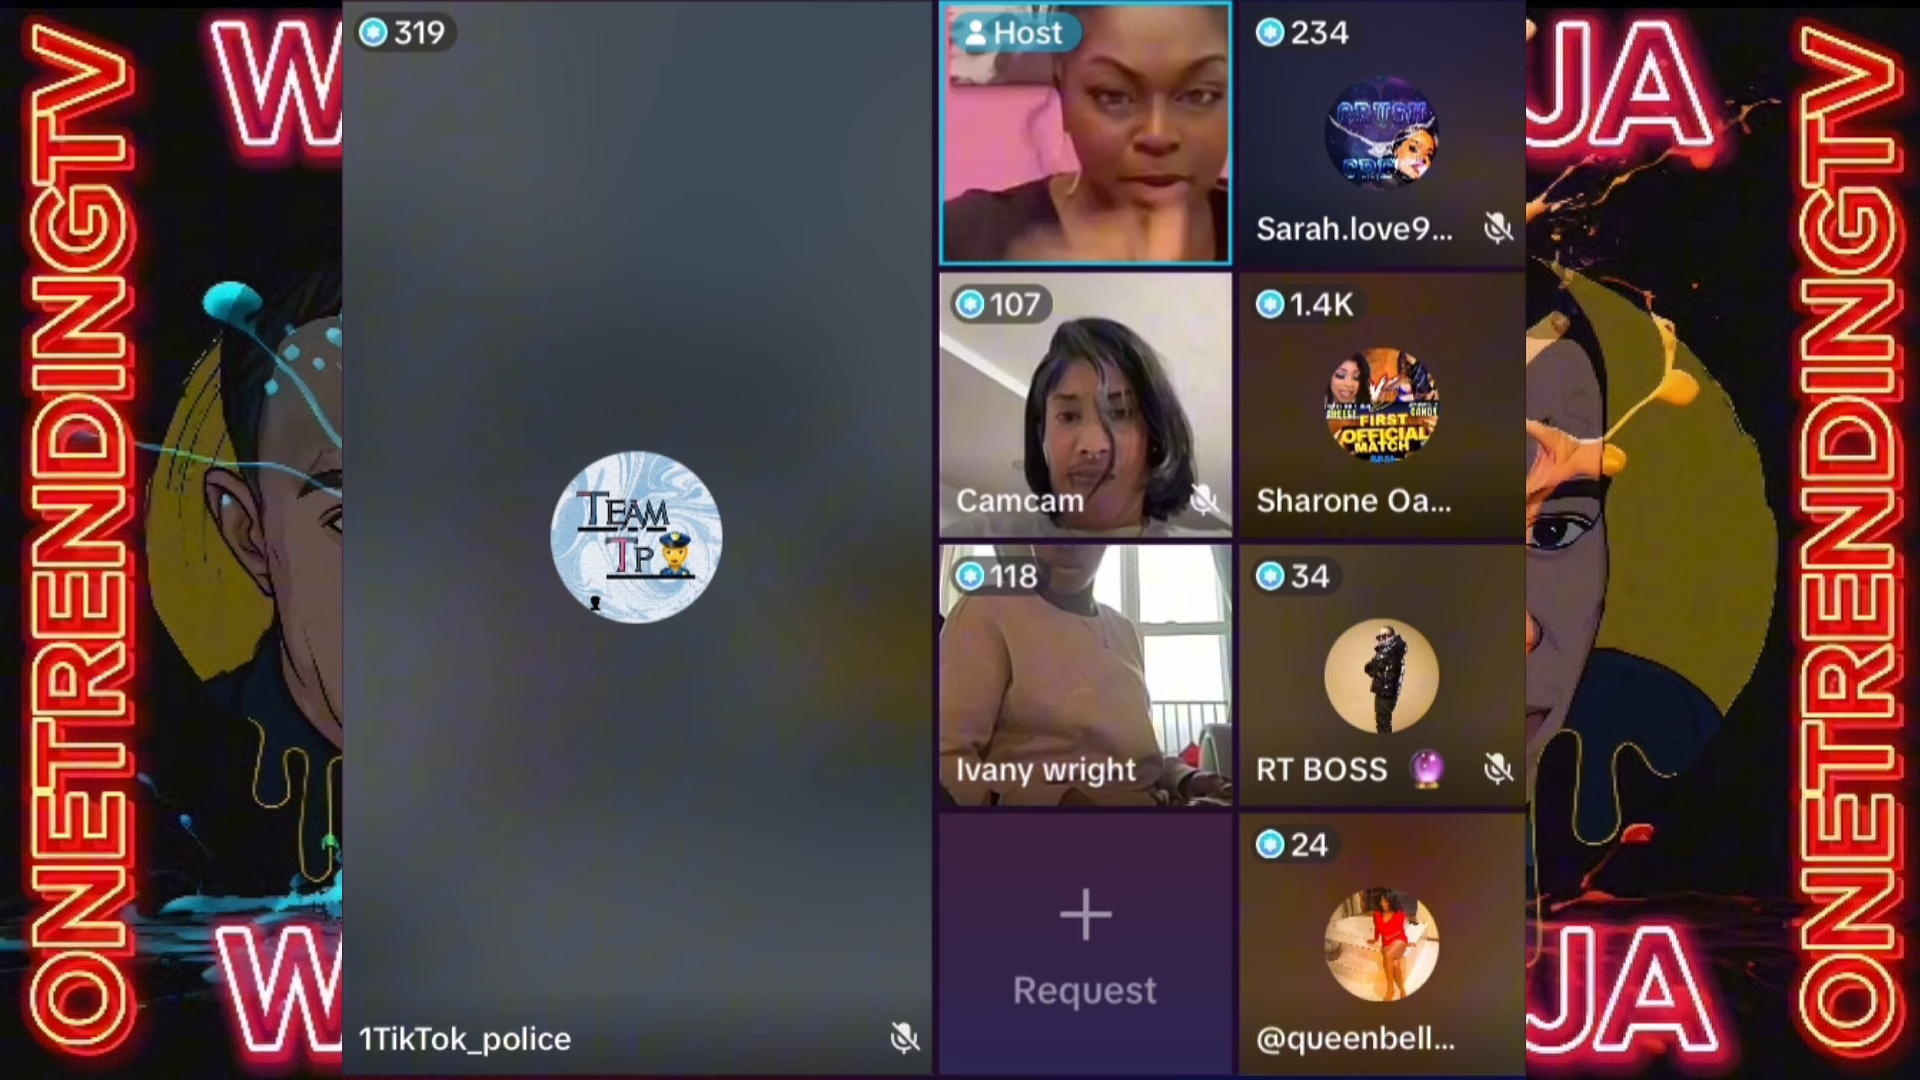 ONETRENDINGTV
W
W
319
TEAM
TP
1TikTok_police
Host
107
Camcam
118
Ivany wright
Request
234
CRUSH
Sarah.love9...
1.4K
FIRST
OFFICIAL
MATCH
Sharone Oa...
34
RT BOSS
24
@queenbell...
JA
JA
ONETRENDINGTV